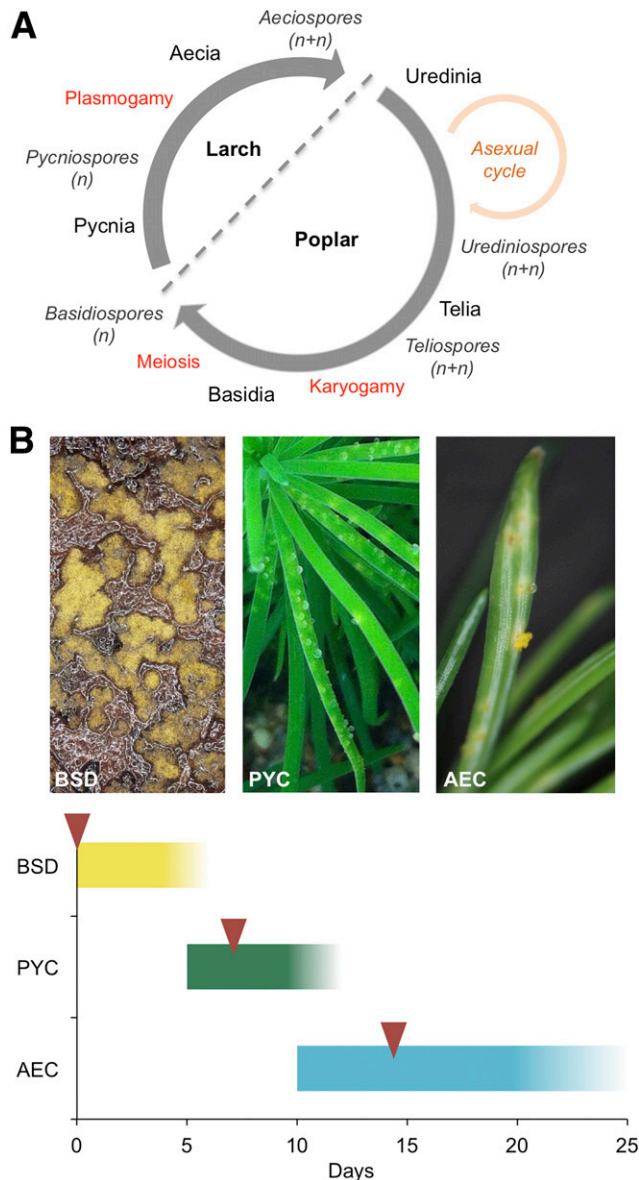 A
Aeciospores
(n+n)
Aecia
Uredinia
Plasmogamy
Larch
Asexual
cycle
Pycniospores
(n)
Pycnia
Poplar
Urediniospores
(n+n)
Basidiospores
(n)
Telia
Teliospores
(n+n)
Meiosis
Basidia
Karyogamy
B
BSD
PYC
AEC
BSD
PYC
AEC
0
5
10
15
20
25
Days